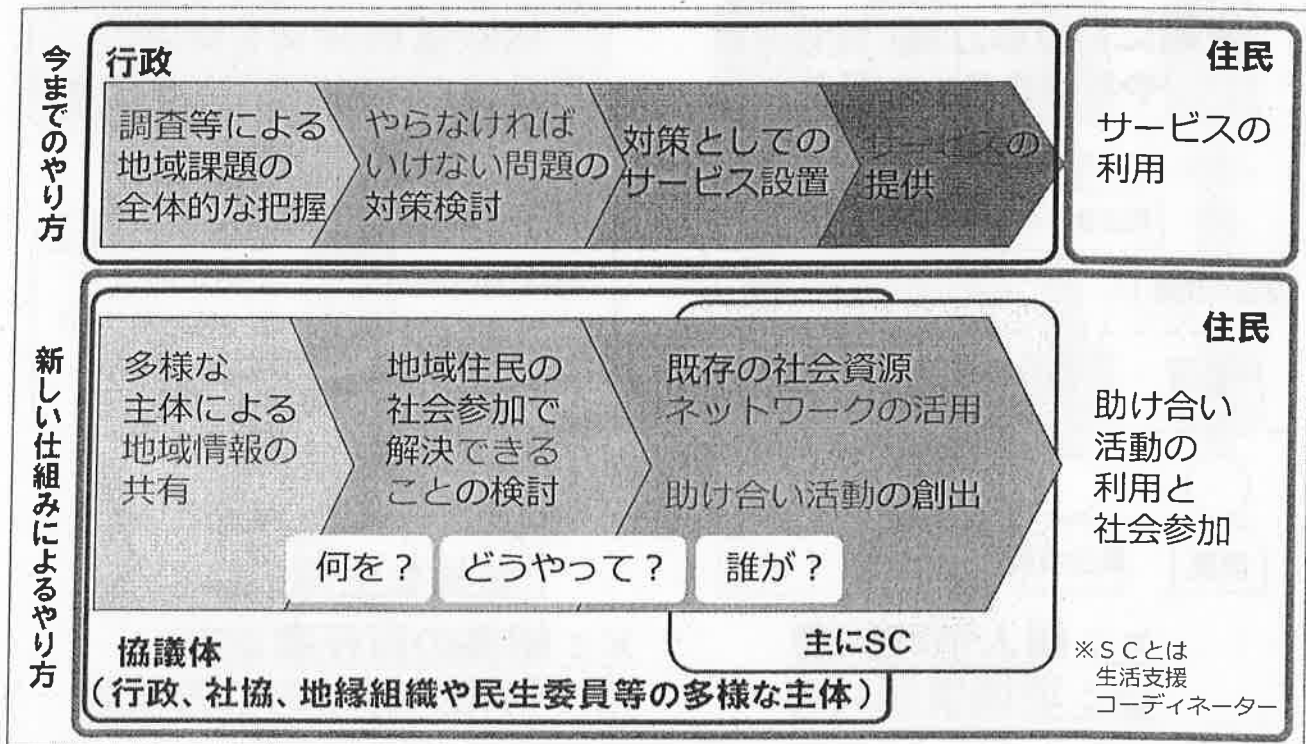 今までのやり方
行政
調査等による
地域課題の
全体的な把握
やらなければ
いけない問題の
対策検討
対策としての
サービス設置
サービスの
提供
住民
サービスの
利用
新しい仕組みによるやり方
多様な
主体による
地域情報の
共有
地域住民の
社会参加で
解決できる
ことの検討
既存の社会資源
ネットワークの活用
助け合い活動の創出
何を？
どうやって？
誰が？
主にSC
協議体
（行政、社協、地縁組織や民生委員等の多様な主体）
住民
助け合い
活動の
利用と
社会参加
※ＳＣとは
生活支援
コーディネーター